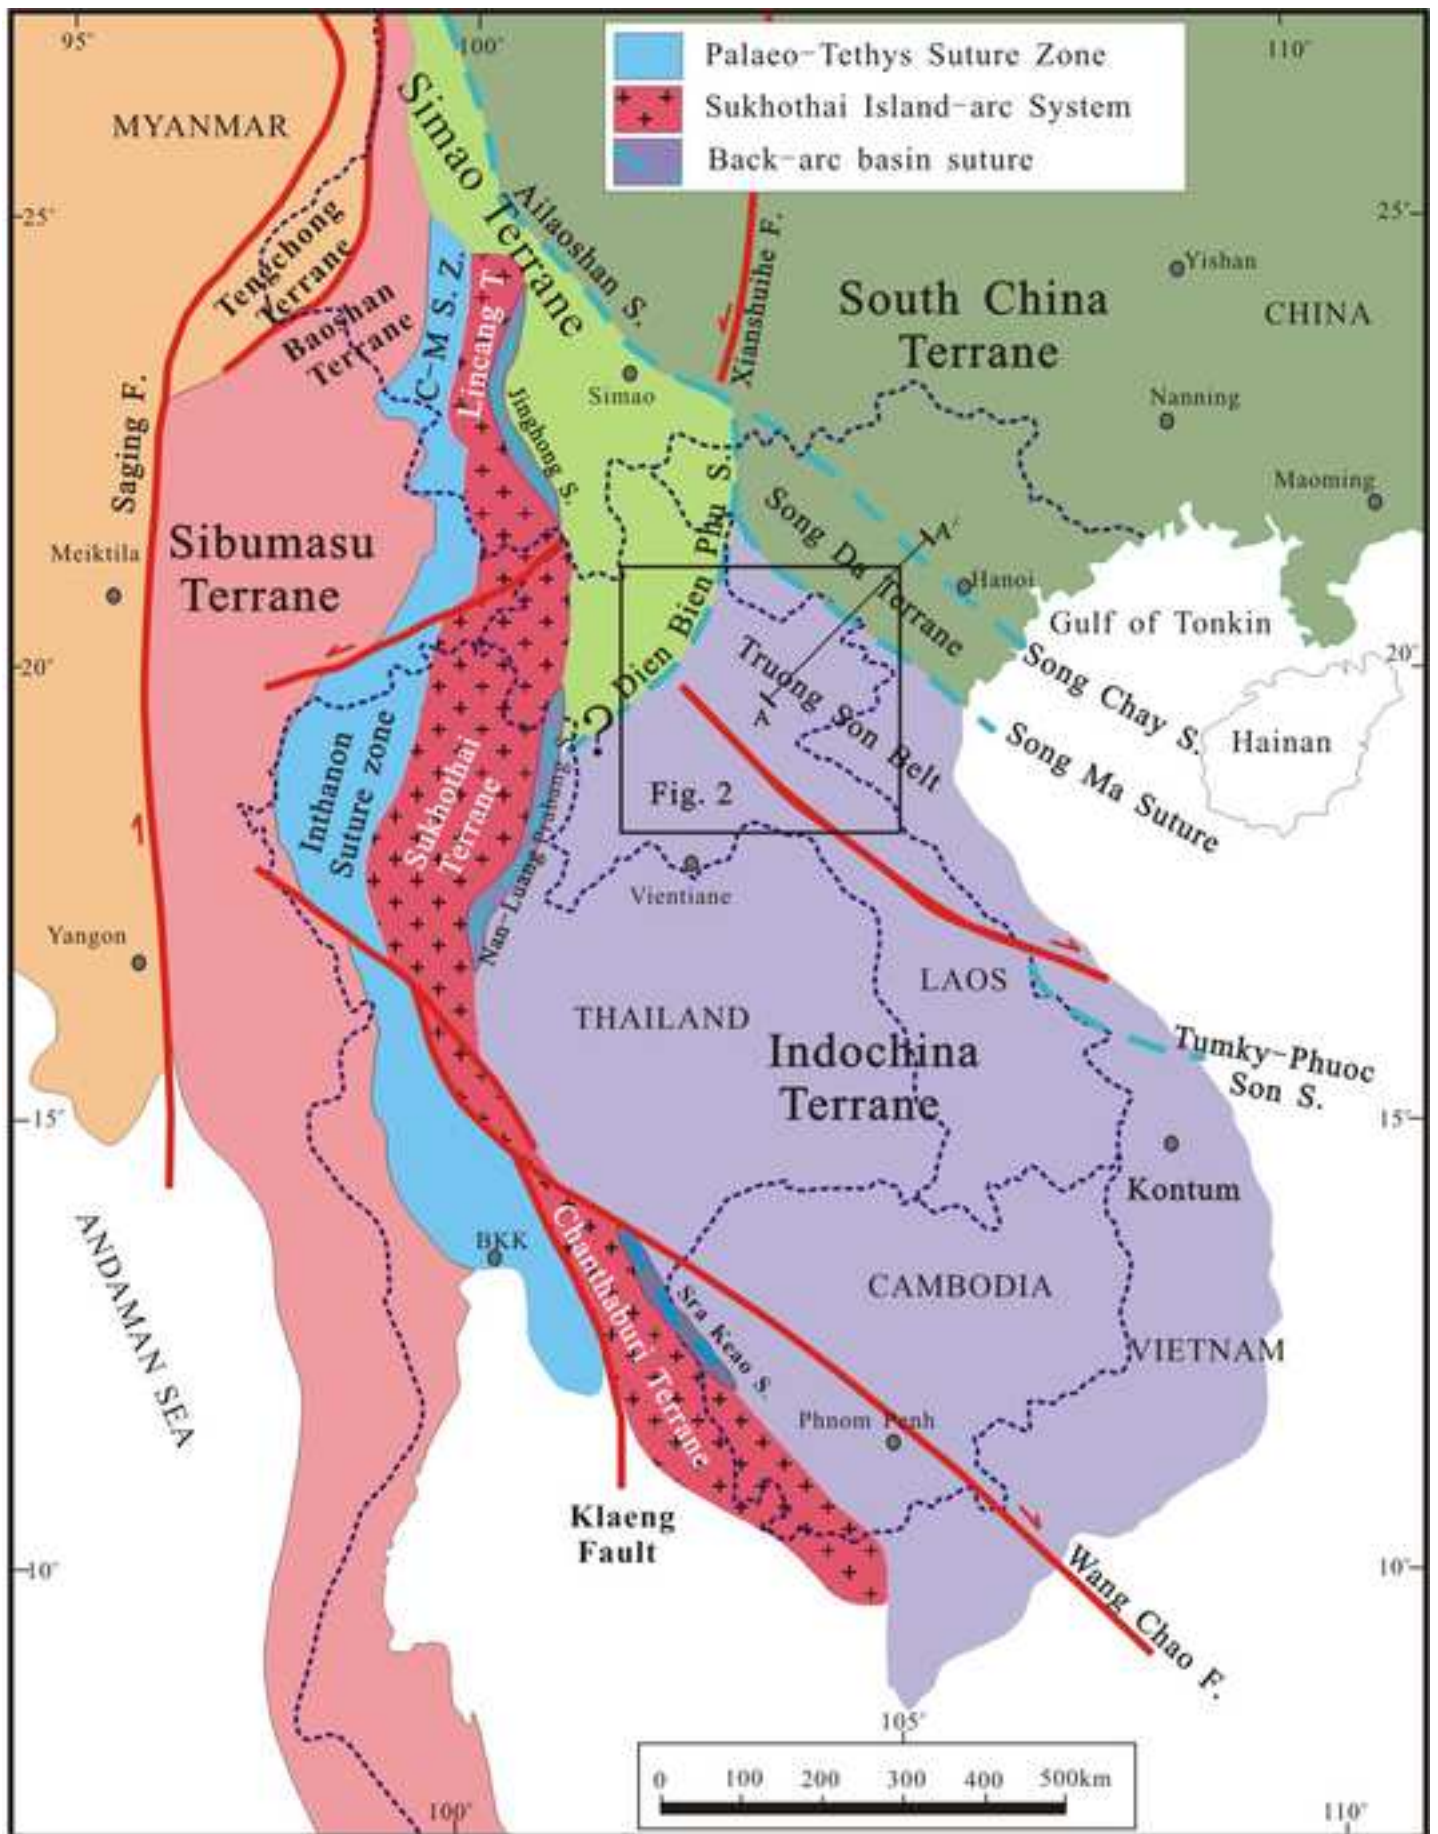 95°
100°
110°
Palaeo-Tethys Suture Zone
Sukhothai Island-arc System
Back-arc basin suture
MYANMAR
Simao Terrane
25°
25°
Tengchong
Terrane
Baoshan
Terrane
C-M S. Z.
Lincang T
Ailaoshan S.
Xianshuihe F.
Yishan
South China
Terrane
CHINA
Simao
Jinghong S.
Nanning
Maoming
Saging F.
Meiktila
Sibumasu
Terrane
Dien Bien Phu S.
Song Da Terrane
A'
Hanoi
Gulf of Tonkin
20°
20°
Truong Son Belt
A
Song Chay S.
Song Ma Suture
Hainan
?
Fig. 2
Inthanon
Suture zone
Sukhothai
Terrane
Nan-Luang Prabang S.
Vientiane
Yangon
THAILAND
LAOS
Indochina
Terrane
Tumky-Phuoc
Son S.
15°
15°
Kontum
ANDAMAN SEA
BKK
Chanthaburi Terrane
Sra Keao S.
CAMBODIA
VIETNAM
Phnom Penh
Klaeng
Fault
10°
10°
Wang Chao F.
105°
0 100 200 300 400 500km
100°
110°